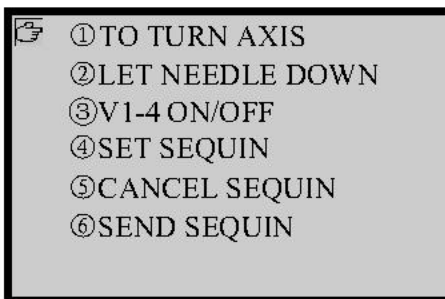 ①TO TURN AXIS
②LET NEEDLE DOWN
③V1-4 ON/OFF
④SET SEQUIN
⑤CANCEL SEQUIN
⑥SEND SEQUIN